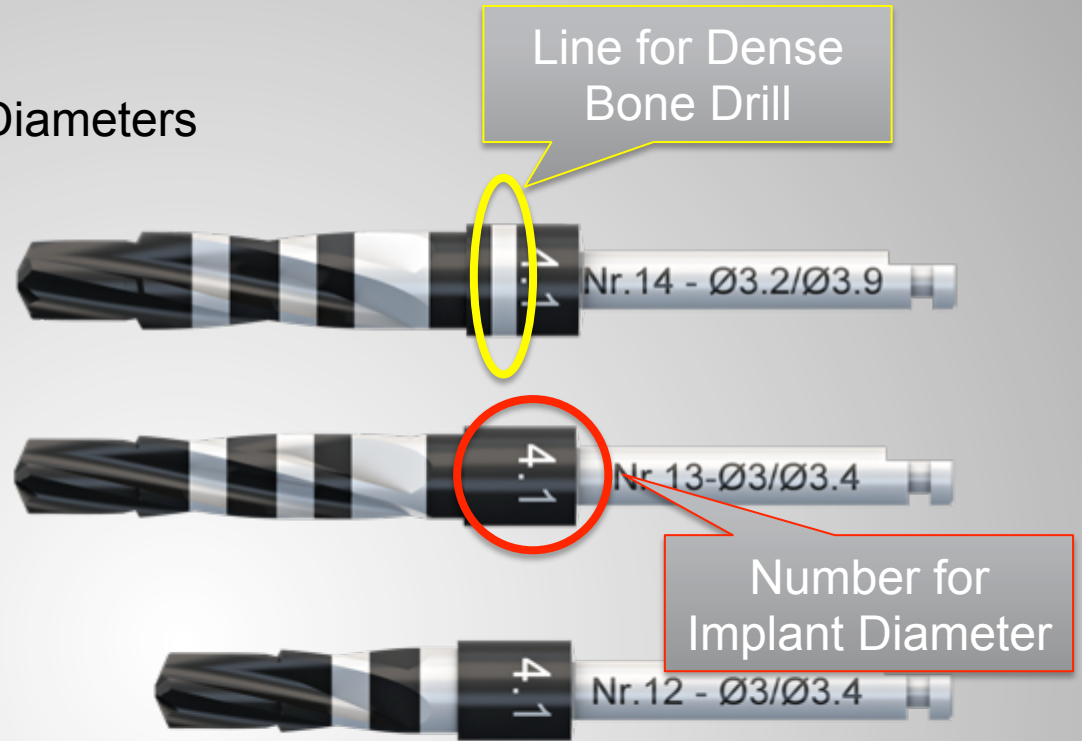 Line for Dense
Bone Drill
Diameters
4.1
Nr.14 - Ø3.2/Ø3.9
4.1
Nr.13-Ø3/Ø3.4
Number for
Implant Diameter
4.1
Nr.12 - Ø3/Ø3.4